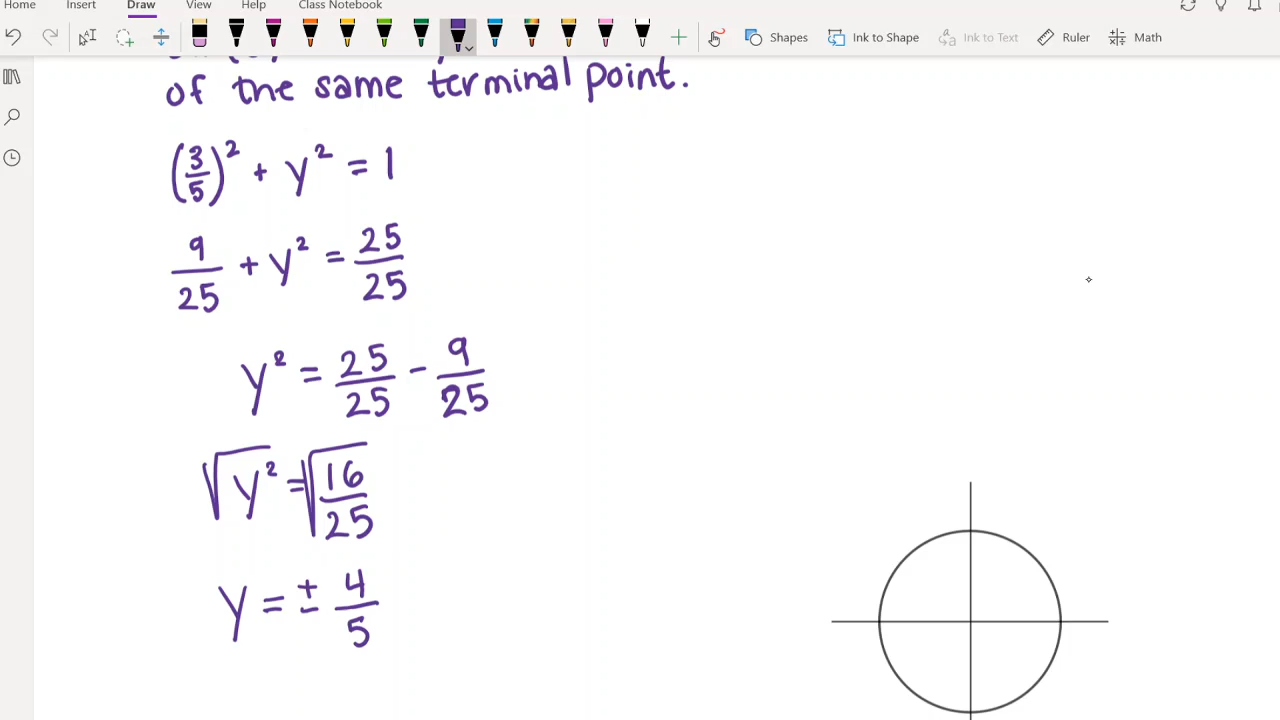 Home Insert Draw View Help Class Notebook
Shapes Ink to Shape Ink to Text Ruler Math
of the same terminal point.
(3/5)² + y² = 1
9/25 + y² = 25/25
y² = 25/25 - 9/25
√y² = √16/25
y = ± 4/5